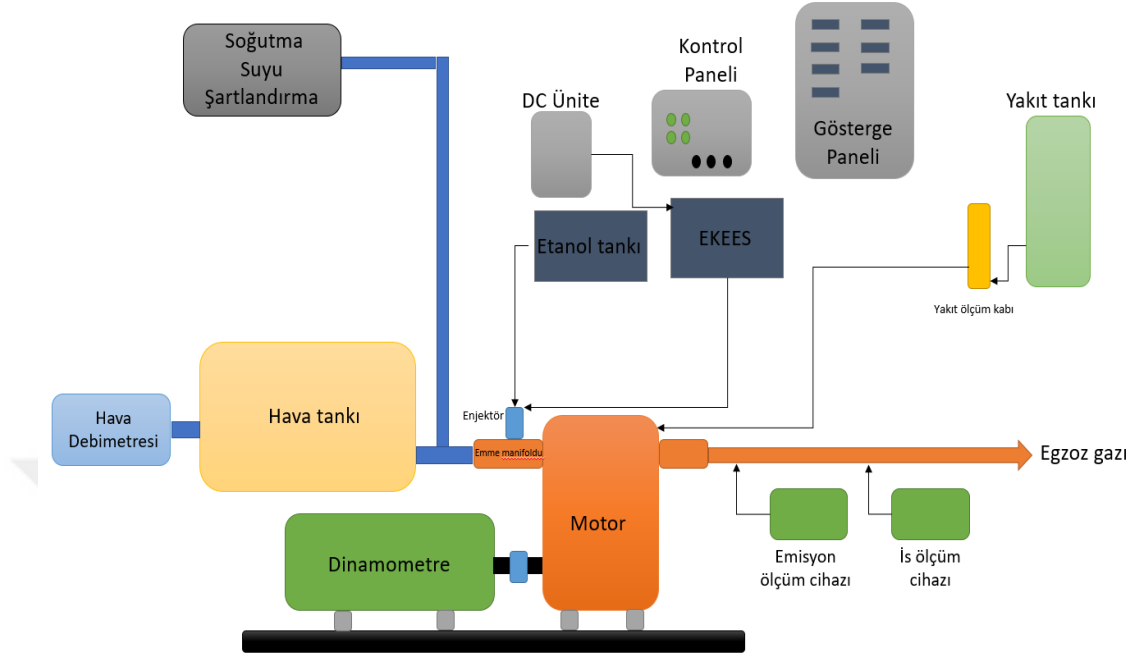 Soğutma
Suyu
Şartlandırma
DC Ünite
Kontrol
Paneli
Gösterge
Paneli
Yakıt tankı
Etanol tankı
EKEES
Yakıt ölçüm kabı
Hava
Debimetresi
Hava tankı
Enjektör
Emme manifoldu
Motor
Egzoz gazı
Dinamometre
Emisyon
ölçüm cihazı
İs ölçüm
cihazı